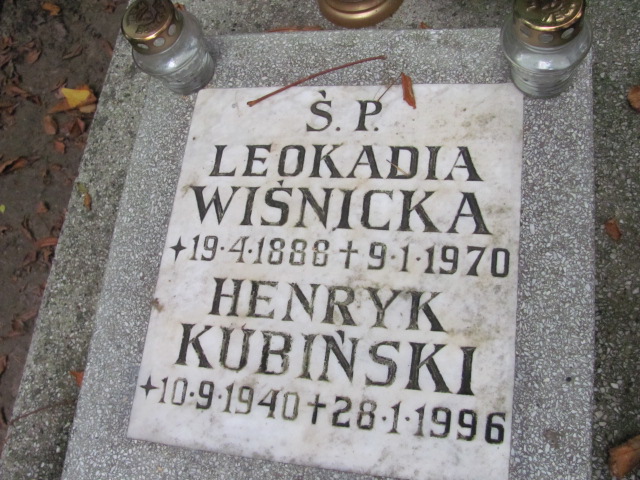 Ś. P.
LEOKADIA
WIŚNICKA
✦19·4·1888✝9·1·1970
HENRYK
KUBIŃSKI
✦10·9·1940✝28·1·1996